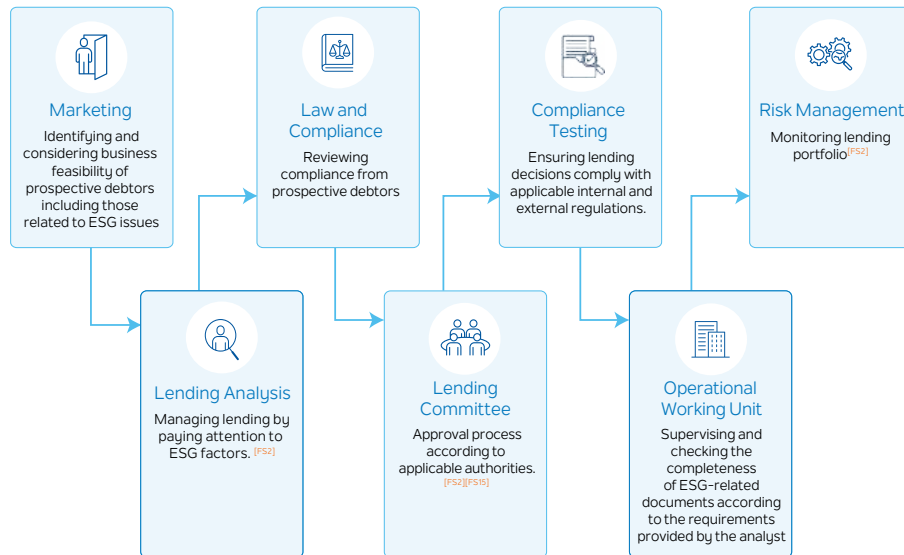 Marketing
Identifying and
considering business
feasibility of
prospective debtors
including those
related to ESG issues
Lending Analysis
Managing lending by
paying attention to
ESG factors. [FS2]
Law and
Compliance
Reviewing
compliance from
prospective debtors
Lending
Committee
Approval process
according to
applicable authorities.
[FS2][FS15]
Compliance
Testing
Ensuring lending
decisions comply with
applicable internal and
external regulations.
Operational
Working Unit
Supervising and
checking the
completeness
of ESG-related
documents according
to the requirements
provided by the analyst
Risk Management
Monitoring lending
portfolio[FS2]